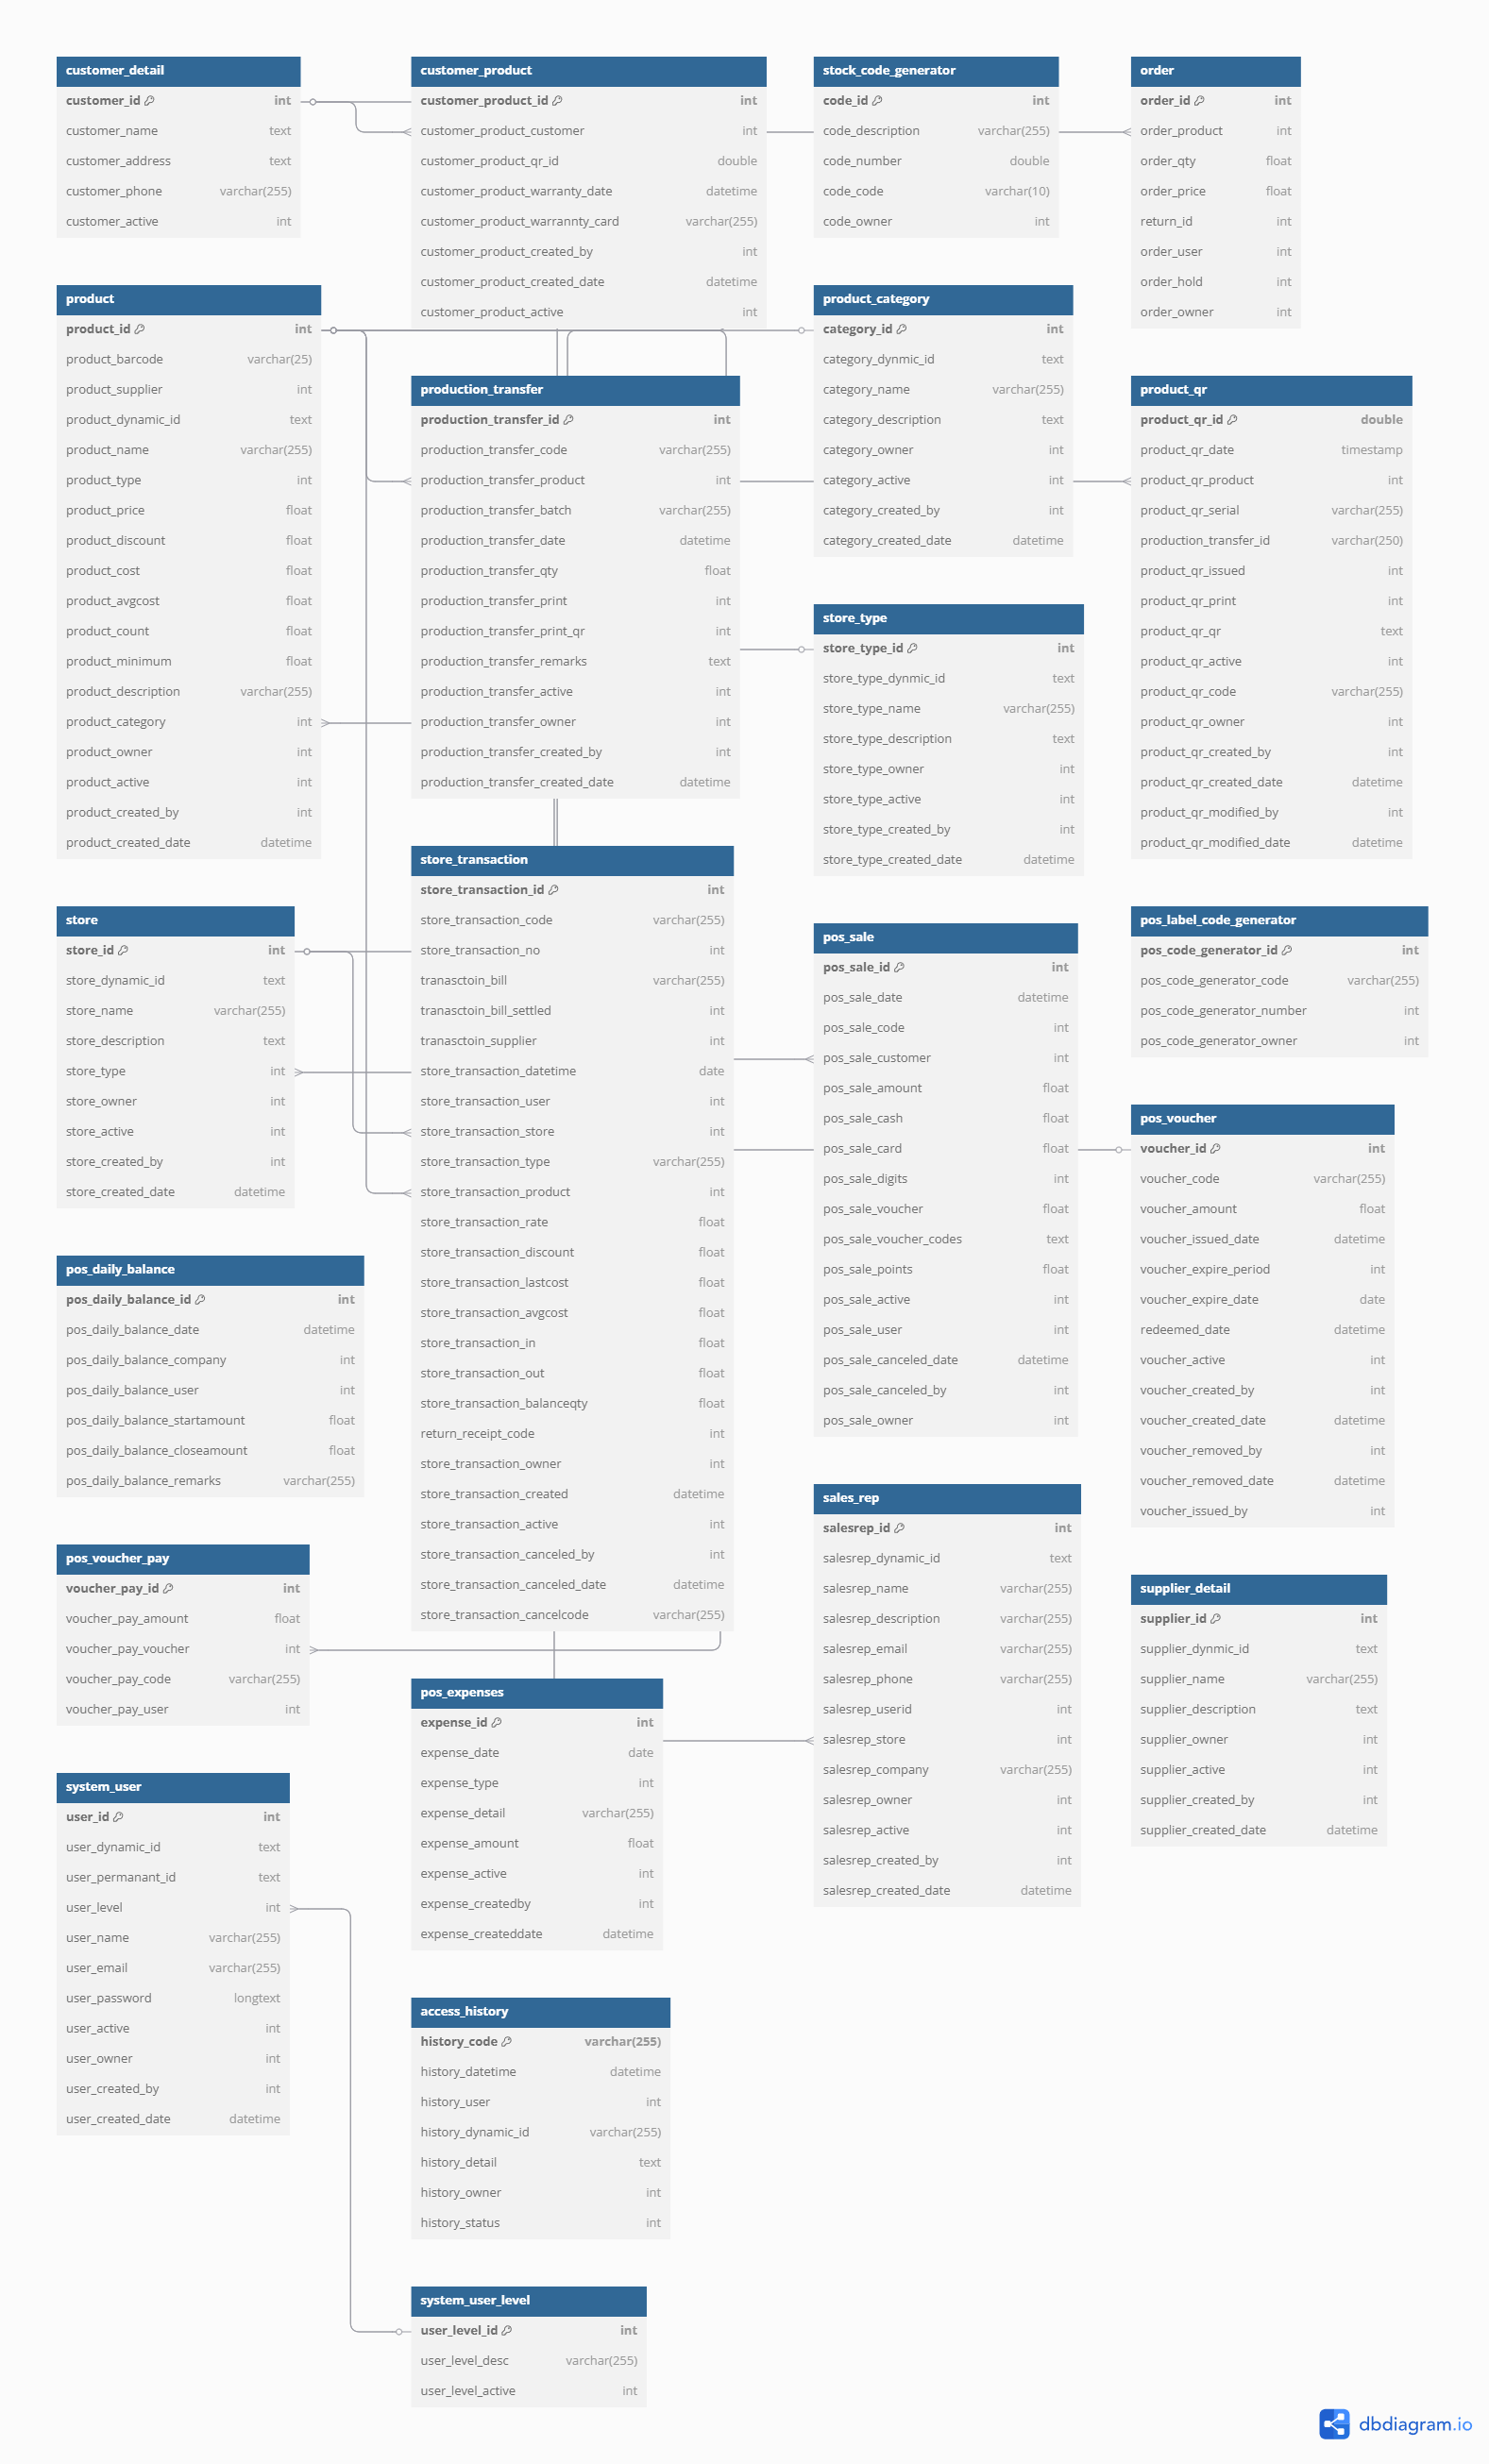 customer_detail
customer_id int
customer_name text
customer_address text
customer_phone varchar(255)
customer_active int
customer_product
customer_product_id int
customer_product_customer int
customer_product_qr_id double
customer_product_warranty_date datetime
customer_product_warrannty_card varchar(255)
customer_product_created_by int
customer_product_created_date datetime
customer_product_active int
stock_code_generator
code_id int
code_description varchar(255)
code_number double
code_code varchar(10)
code_owner int
order
order_id int
order_product int
order_qty float
order_price float
return_id int
order_user int
order_hold int
order_owner int
product
product_id int
product_barcode varchar(25)
product_supplier int
product_dynamic_id text
product_name varchar(255)
product_type int
product_price float
product_discount float
product_cost float
product_avgcost float
product_count float
product_minimum float
product_description varchar(255)
product_category int
product_owner int
product_active int
product_created_by int
product_created_date datetime
production_transfer
production_transfer_id int
production_transfer_code varchar(255)
production_transfer_product int
production_transfer_batch varchar(255)
production_transfer_date datetime
production_transfer_qty float
production_transfer_print int
production_transfer_print_qr int
production_transfer_remarks text
production_transfer_active int
production_transfer_owner int
production_transfer_created_by int
production_transfer_created_date datetime
product_category
category_id int
category_dynmic_id text
category_name varchar(255)
category_description text
category_owner int
category_active int
category_created_by int
category_created_date datetime
product_qr
product_qr_id double
product_qr_date timestamp
product_qr_product int
product_qr_serial varchar(255)
production_transfer_id varchar(250)
product_qr_issued int
product_qr_print int
product_qr_qr text
product_qr_active int
product_qr_code varchar(255)
product_qr_owner int
product_qr_created_by int
product_qr_created_date datetime
product_qr_modified_by int
product_qr_modified_date datetime
store_type
store_type_id int
store_type_dynmic_id text
store_type_name varchar(255)
store_type_description text
store_type_owner int
store_type_active int
store_type_created_by int
store_type_created_date datetime
store
store_id int
store_dynamic_id text
store_name varchar(255)
store_description text
store_type int
store_owner int
store_active int
store_created_by int
store_created_date datetime
store_transaction
store_transaction_id int
store_transaction_code varchar(255)
store_transaction_no int
tranasctoin_bill varchar(255)
tranasctoin_bill_settled int
tranasctoin_supplier int
store_transaction_datetime date
store_transaction_user int
store_transaction_store int
store_transaction_type varchar(255)
store_transaction_product int
store_transaction_rate float
store_transaction_discount float
store_transaction_lastcost float
store_transaction_avgcost float
store_transaction_in float
store_transaction_out float
store_transaction_balanceqty float
return_receipt_code int
store_transaction_owner int
store_transaction_created datetime
store_transaction_active int
store_transaction_canceled_by int
store_transaction_canceled_date datetime
store_transaction_cancelcode varchar(255)
pos_sale
pos_sale_id int
pos_sale_date datetime
pos_sale_code int
pos_sale_customer int
pos_sale_amount float
pos_sale_cash float
pos_sale_card float
pos_sale_digits int
pos_sale_voucher float
pos_sale_voucher_codes text
pos_sale_points float
pos_sale_active int
pos_sale_user int
pos_sale_canceled_date datetime
pos_sale_canceled_by int
pos_sale_owner int
pos_label_code_generator
pos_code_generator_id int
pos_code_generator_code varchar(255)
pos_code_generator_number int
pos_code_generator_owner int
pos_voucher
voucher_id int
voucher_code varchar(255)
voucher_amount float
voucher_issued_date datetime
voucher_expire_period int
voucher_expire_date date
redeemed_date datetime
voucher_active int
voucher_created_by int
voucher_created_date datetime
voucher_removed_by int
voucher_removed_date datetime
voucher_issued_by int
pos_daily_balance
pos_daily_balance_id int
pos_daily_balance_date datetime
pos_daily_balance_company int
pos_daily_balance_user int
pos_daily_balance_startamount float
pos_daily_balance_closeamount float
pos_daily_balance_remarks varchar(255)
pos_voucher_pay
voucher_pay_id int
voucher_pay_amount float
voucher_pay_voucher int
voucher_pay_code varchar(255)
voucher_pay_user int
pos_expenses
expense_id int
expense_date date
expense_type int
expense_detail varchar(255)
expense_amount float
expense_active int
expense_createdby int
expense_createddate datetime
sales_rep
salesrep_id int
salesrep_dynamic_id text
salesrep_name varchar(255)
salesrep_description varchar(255)
salesrep_email varchar(255)
salesrep_phone varchar(255)
salesrep_userid int
salesrep_store int
salesrep_company varchar(255)
salesrep_owner int
salesrep_active int
salesrep_created_by int
salesrep_created_date datetime
supplier_detail
supplier_id int
supplier_dynmic_id text
supplier_name varchar(255)
supplier_description text
supplier_owner int
supplier_active int
supplier_created_by int
supplier_created_date datetime
system_user
user_id int
user_dynamic_id text
user_permanant_id text
user_level int
user_name varchar(255)
user_email varchar(255)
user_password longtext
user_active int
user_owner int
user_created_by int
user_created_date datetime
access_history
history_code varchar(255)
history_datetime datetime
history_user int
history_dynamic_id varchar(255)
history_detail text
history_owner int
history_status int
system_user_level
user_level_id int
user_level_desc varchar(255)
user_level_active int
dbdiagram.io